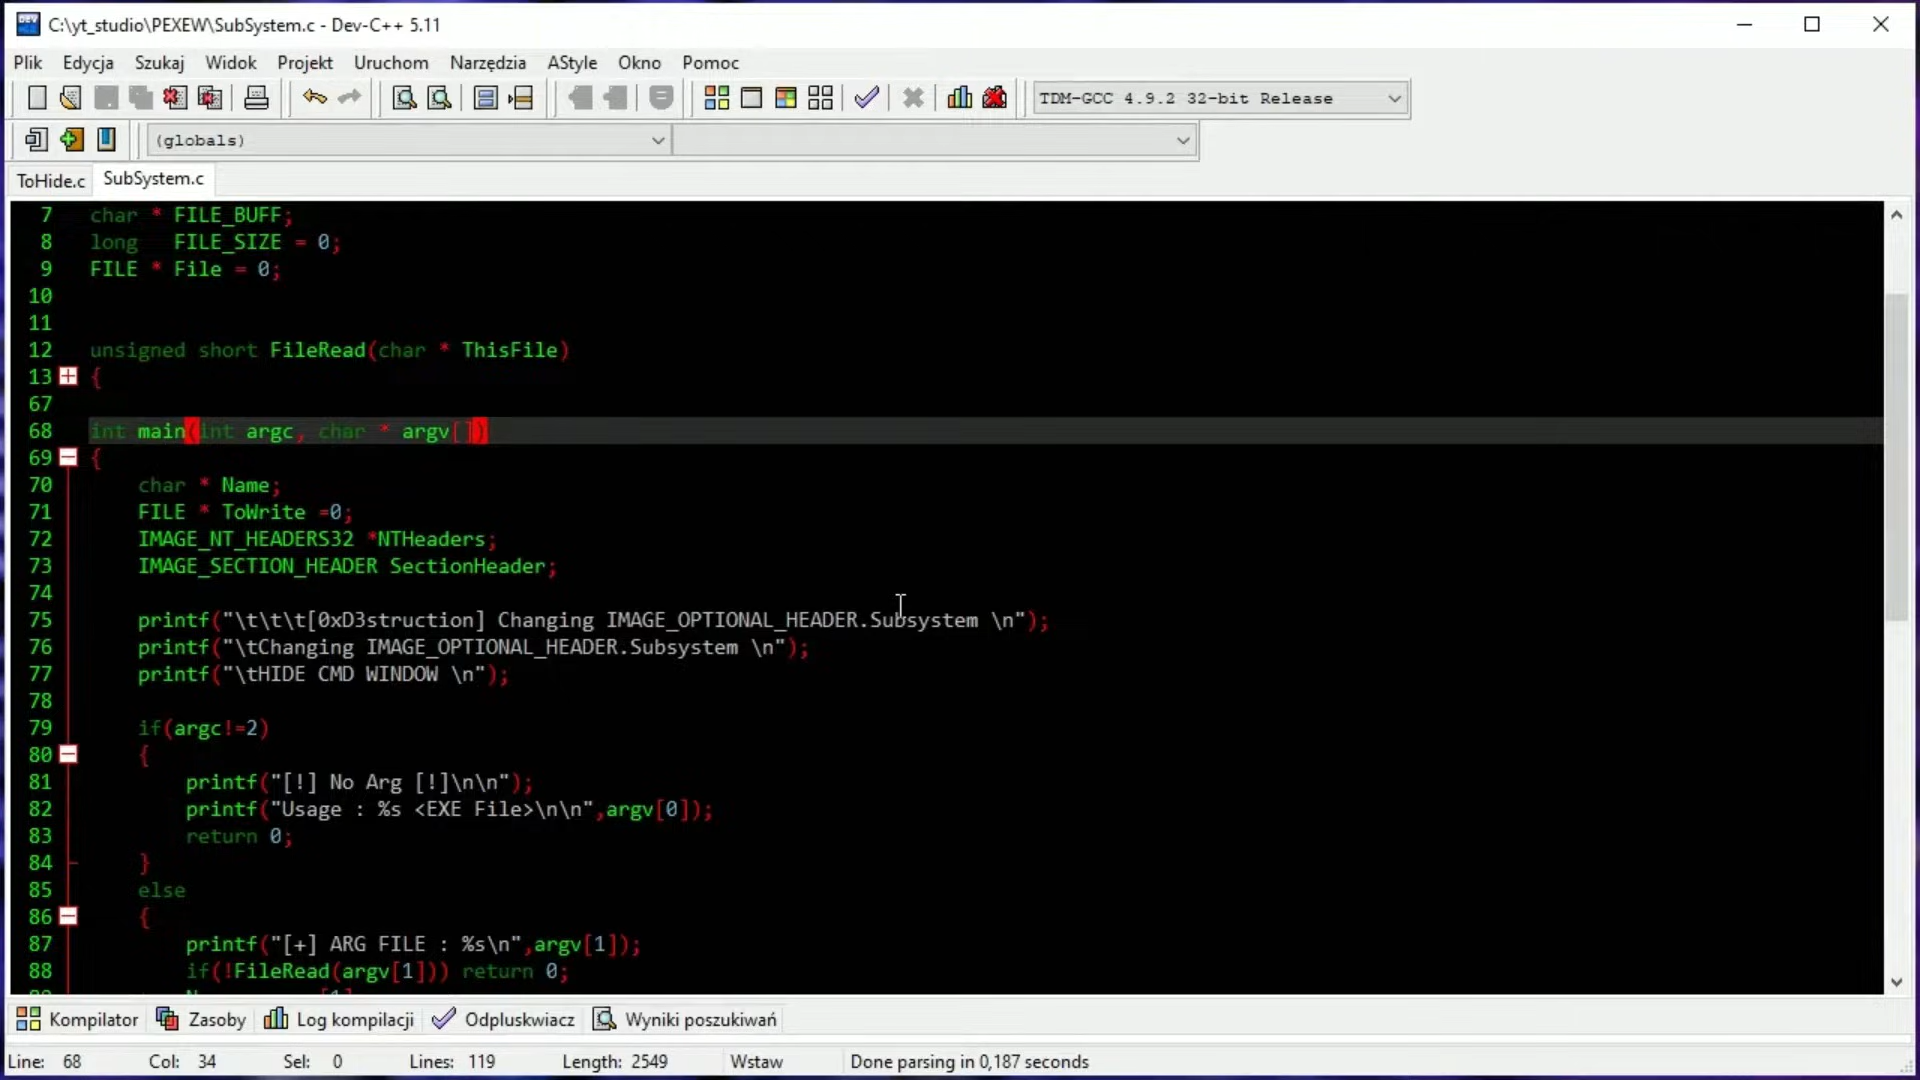 C:\yt_studio\PEXEW\SubSystem.c - Dev-C++ 5.11
Plik Edycja Szukaj Widok Projekt Uruchom Narzędzia AStyle Okno Pomoc
TDM-GCC 4.9.2 32-bit Release
(globals)
ToHide.c SubSystem.c
7 char * FILE_BUFF;
8 long FILE_SIZE = 0;
9 FILE * File = 0;
10
11
12 unsigned short FileRead(char * ThisFile)
13 {
67
68 int main(int argc, char * argv[])
69 {
70 char * Name;
71 FILE * ToWrite =0;
72 IMAGE_NT_HEADERS32 *NTHeaders;
73 IMAGE_SECTION_HEADER SectionHeader;
74
75 printf("\t\t\t[0xD3struction] Changing IMAGE_OPTIONAL_HEADER.Subsystem \n");
76 printf("\tChanging IMAGE_OPTIONAL_HEADER.Subsystem \n");
77 printf("\tHIDE CMD WINDOW \n");
78
79 if(argc!=2)
80 {
81 printf("[!] No Arg [!]\n\n");
82 printf("Usage : %s <EXE File>\n\n",argv[0]);
83 return 0;
84 }
85 else
86 {
87 printf("[+] ARG FILE : %s\n",argv[1]);
88 if(!FileRead(argv[1])) return 0;
Kompilator Zasoby Log kompilacji Odpluskwiacz Wyniki poszukiwań
Line: 68 Col: 34 Sel: 0 Lines: 119 Length: 2549 Wstaw Done parsing in 0,187 seconds